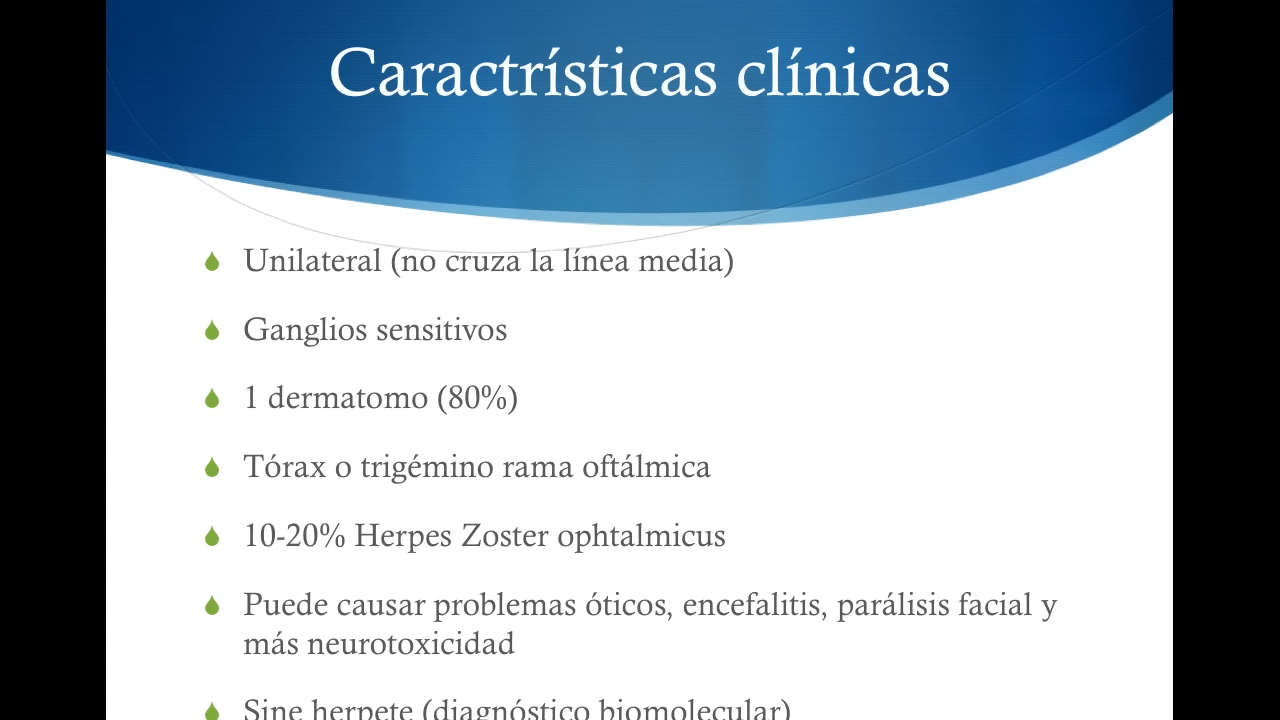 Caractrísticas clínicas
Unilateral (no cruza la línea media)
Ganglios sensitivos
1 dermatomo (80%)
Tórax o trigémino rama oftálmica
10-20% Herpes Zoster ophtalmicus
Puede causar problemas óticos, encefalitis, parálisis facial y
más neurotoxicidad
Sine herpete (diagnóstico biomolecular)